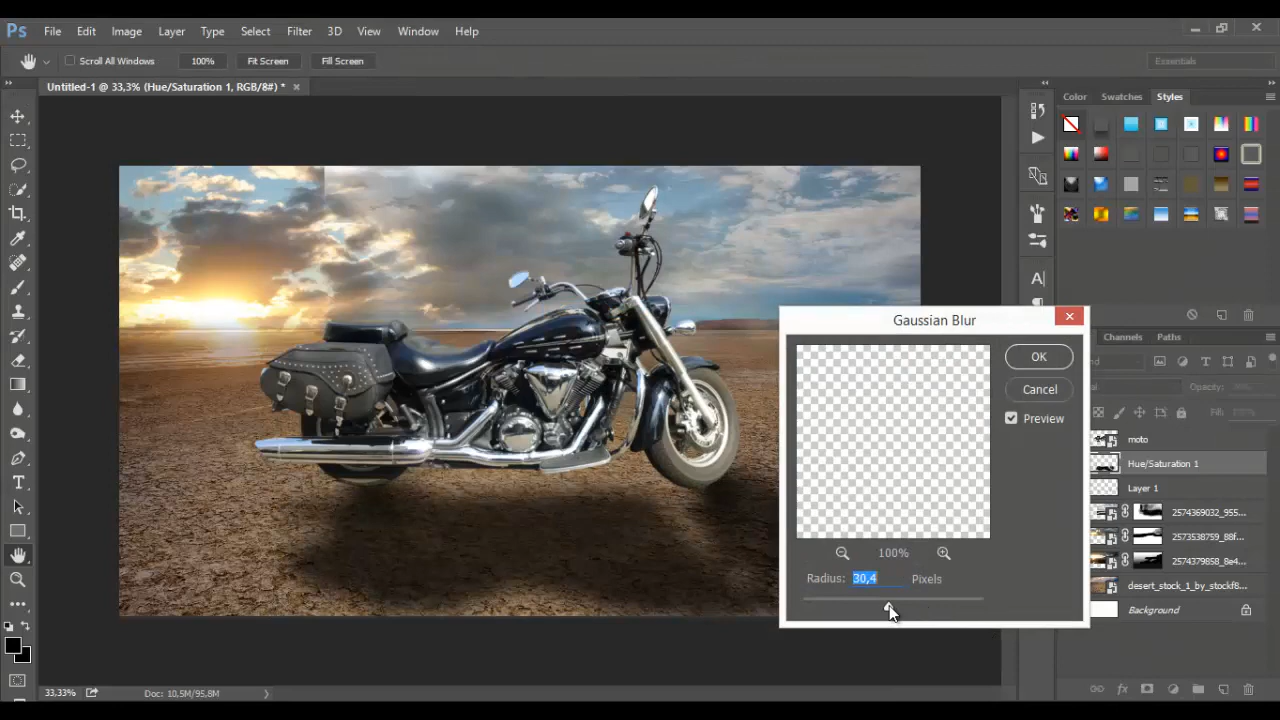 Ps File Edit Image Layer Type Select Filter 3D View Window Help
Scroll All Windows 100% Fit Screen Fill Screen Essentials
Untitled-1 @ 33,3% (Hue/Saturation 1, RGB/8#) *
Color Swatches Styles
A
Gaussian Blur
OK
Cancel
Preview
100%
Radius: 30,4 Pixels
Channels Paths
Opacity:
Fill:
moto
Hue/Saturation 1
Layer 1
2574369032_955...
2573538759_88f...
2574379858_8e4...
desert_stock_1_by_stockf8...
Background
33,33% Doc: 10,5M/95,8M
fx